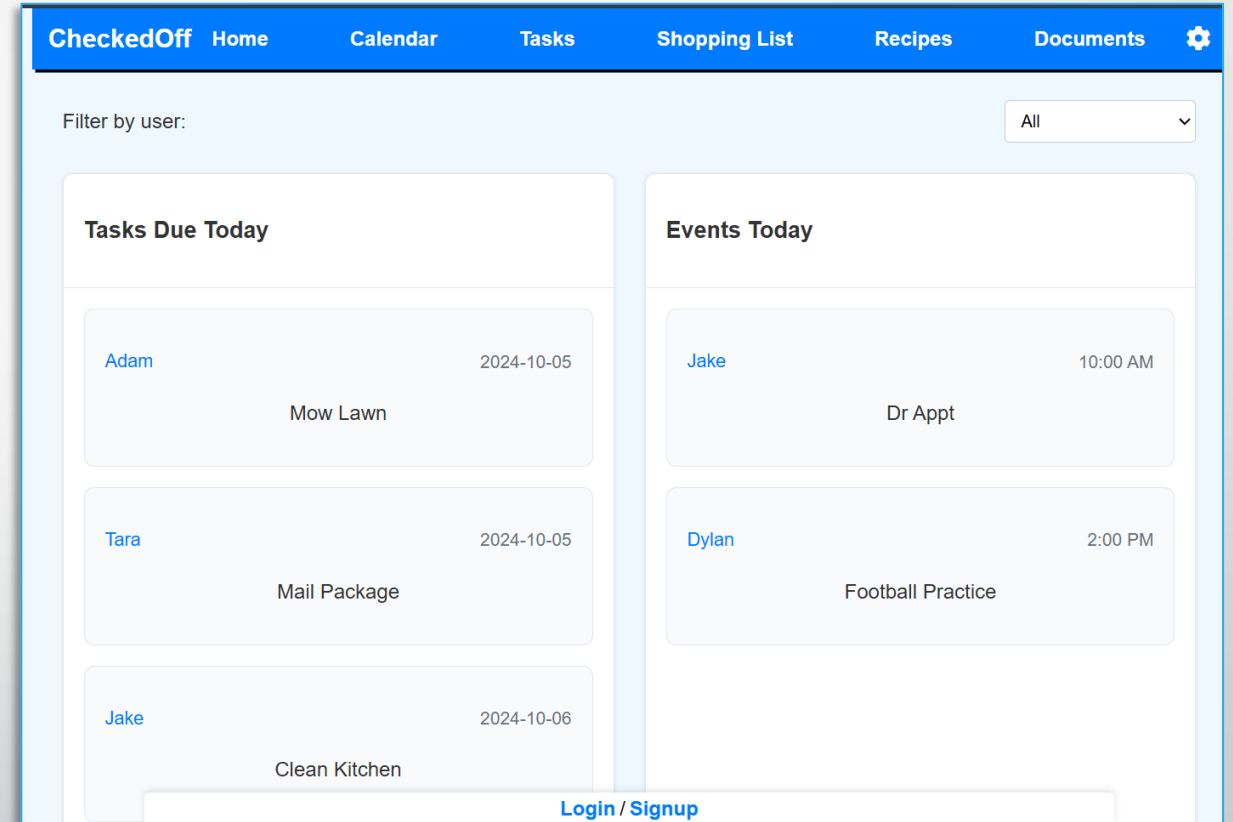 CheckedOff Home Calendar Tasks Shopping List Recipes Documents
Filter by user: All
Tasks Due Today
Adam 2024-10-05
Mow Lawn
Tara 2024-10-05
Mail Package
Jake 2024-10-06
Clean Kitchen
Events Today
Jake 10:00 AM
Dr Appt
Dylan 2:00 PM
Football Practice
Login / Signup